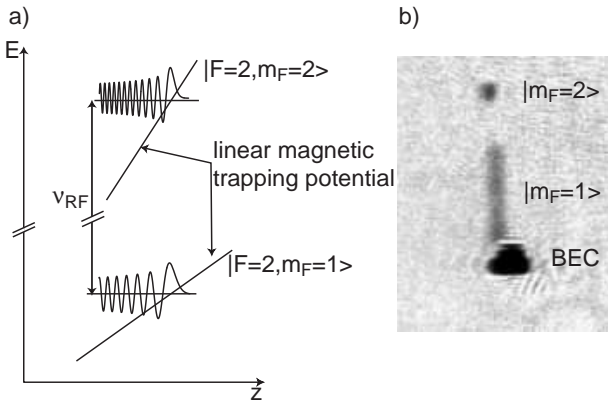 a)
E
|F=2,mF=2>
linear magnetic
trapping potential
νRF
|F=2,mF=1>
z
b)
|mF=2>
|mF=1>
BEC